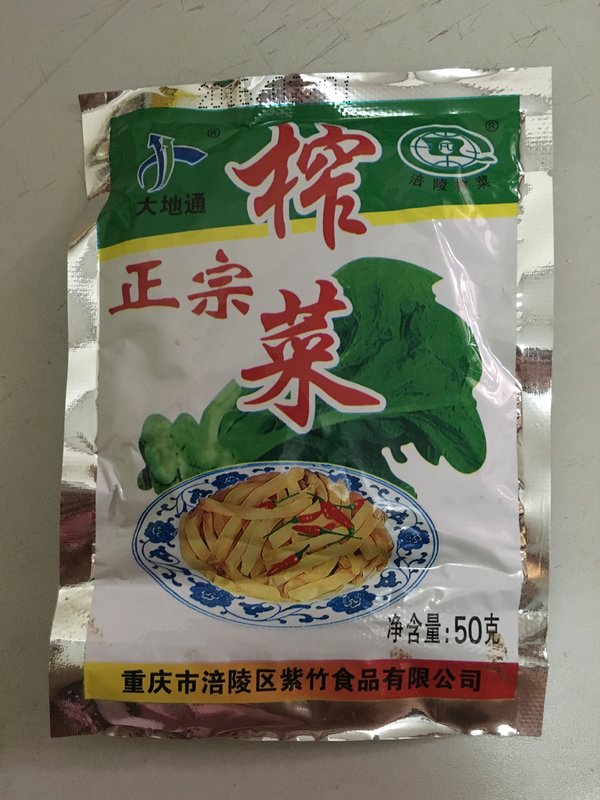 大地通
®
榨菜
®
涪陵榨菜
正宗
净含量:50克
重庆市涪陵区紫竹食品有限公司